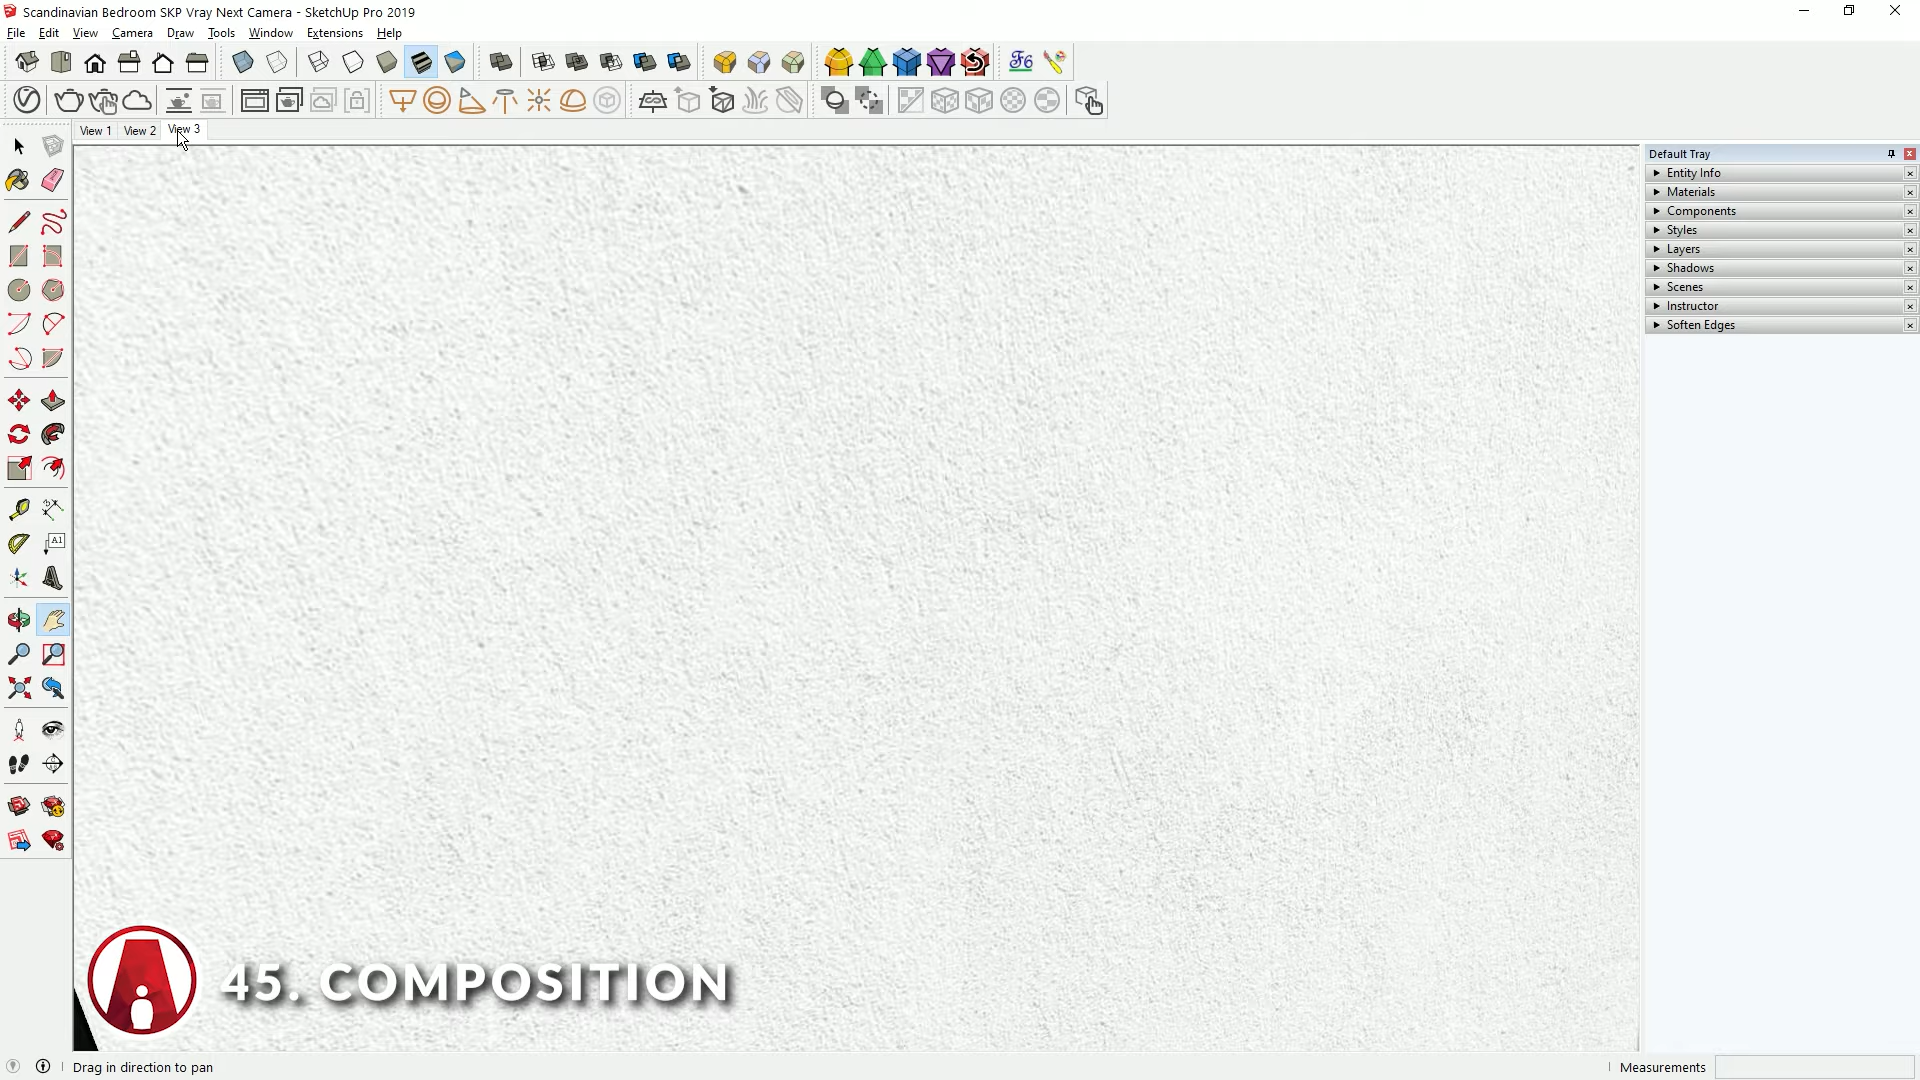 Scandinavian Bedroom SKP Vray Next Camera - SketchUp Pro 2019
File Edit View Camera Draw Tools Window Extensions Help
F6
View 1 View 2 View 3
Default Tray
Entity Info
Materials
Components
Styles
Layers
Shadows
Scenes
Instructor
Soften Edges
A1
45. COMPOSITION
Drag in direction to pan
Measurements